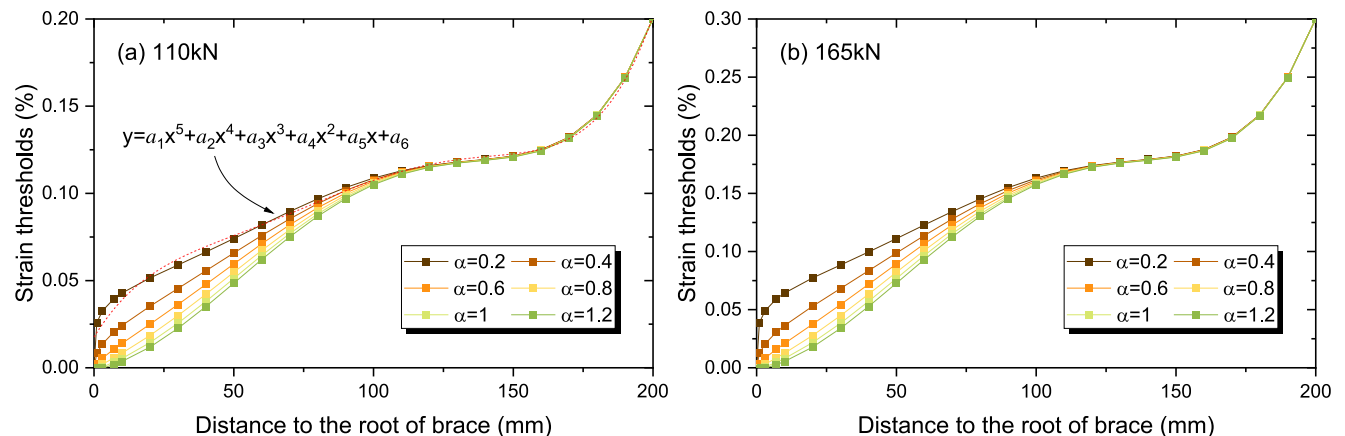 (a) 110kN
Strain thresholds (%)
0.20
0.15
0.10
0.05
0.00
y=a₁x⁵+a₂x⁴+a₃x³+a₄x²+a₅x+a₆
α=0.2 α=0.4
α=0.6 α=0.8
α=1 α=1.2
0 50 100 150 200
Distance to the root of brace (mm)
(b) 165kN
Strain thresholds (%)
0.30
0.25
0.20
0.15
0.10
0.05
0.00
α=0.2 α=0.4
α=0.6 α=0.8
α=1 α=1.2
0 50 100 150 200
Distance to the root of brace (mm)